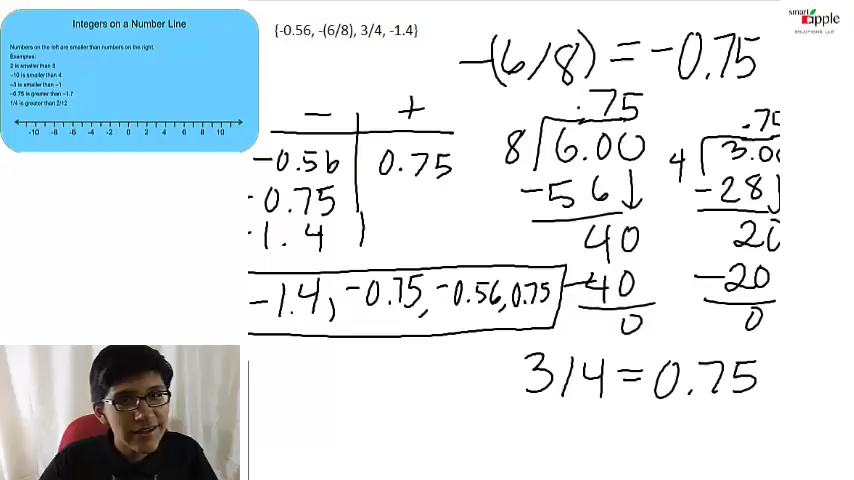 Integers on a Number Line
Numbers on the left are smaller than numbers on the right.
Examples:
2 is smaller than 5
−10 is smaller than 4
−3 is smaller than −1
−0.75 is greater than −1.7
1/4 is greater than 2/12
-10 -8 -6 -4 -2 0 2 4 6 8 10
{-0.56, -(6/8), 3/4, -1.4}
smart apple
SOLUTIONS LLC
-(6/8) = -0.75
− +
-0.56 0.75
-0.75
-1.4
-1.4, -0.75, -0.56, 0.75
.75
8 6.00
-56
40
-40
0
.75
4 3.00
-28
20
-20
0
3/4 = 0.75